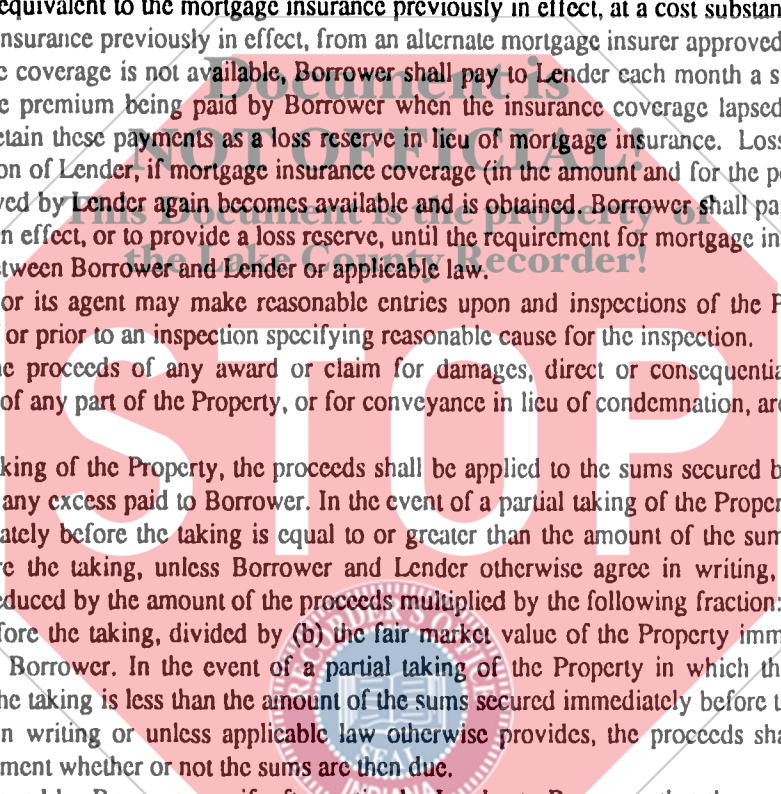 equivalent to the mortgage insurance previously in effect, at a cost substan
nsurance previously in effect, from an alternate mortgage insurer approved
c coverage is not available, Borrower shall pay to Lender each month a s
Document is
e premium being paid by Borrower when the insurance coverage lapsed
etain these payments as a loss reserve in lieu of mortgage insurance. Loss
NOT OFFICIAL!
on of Lender, if mortgage insurance coverage (in the amount and for the p
ved by Lender again becomes available and is obtained. Borrower shall pa
This Document is the property of
n effect, or to provide a loss reserve, until the requirement for mortgage in
the Lake County Recorder!
tween Borrower and Lender or applicable law.
or its agent may make reasonable entries upon and inspections of the P
or prior to an inspection specifying reasonable cause for the inspection.
e proceeds of any award or claim for damages, direct or consequentia
of any part of the Property, or for conveyance in lieu of condemnation, are
STOP
king of the Property, the proceeds shall be applied to the sums secured b
any excess paid to Borrower. In the event of a partial taking of the Proper
ately before the taking is equal to or greater than the amount of the sum
re the taking, unless Borrower and Lender otherwise agree in writing,
educed by the amount of the proceeds multiplied by the following fraction:
fore the taking, divided by (b) the fair market value of the Property imm
Borrower. In the event of a partial taking of the Property in which th
he taking is less than the amount of the sums secured immediately before t
n writing or unless applicable law otherwise provides, the proceeds sha
ment whether or not the sums are then due.
RECORDER'S OFFICE
SEAL
INDIANA